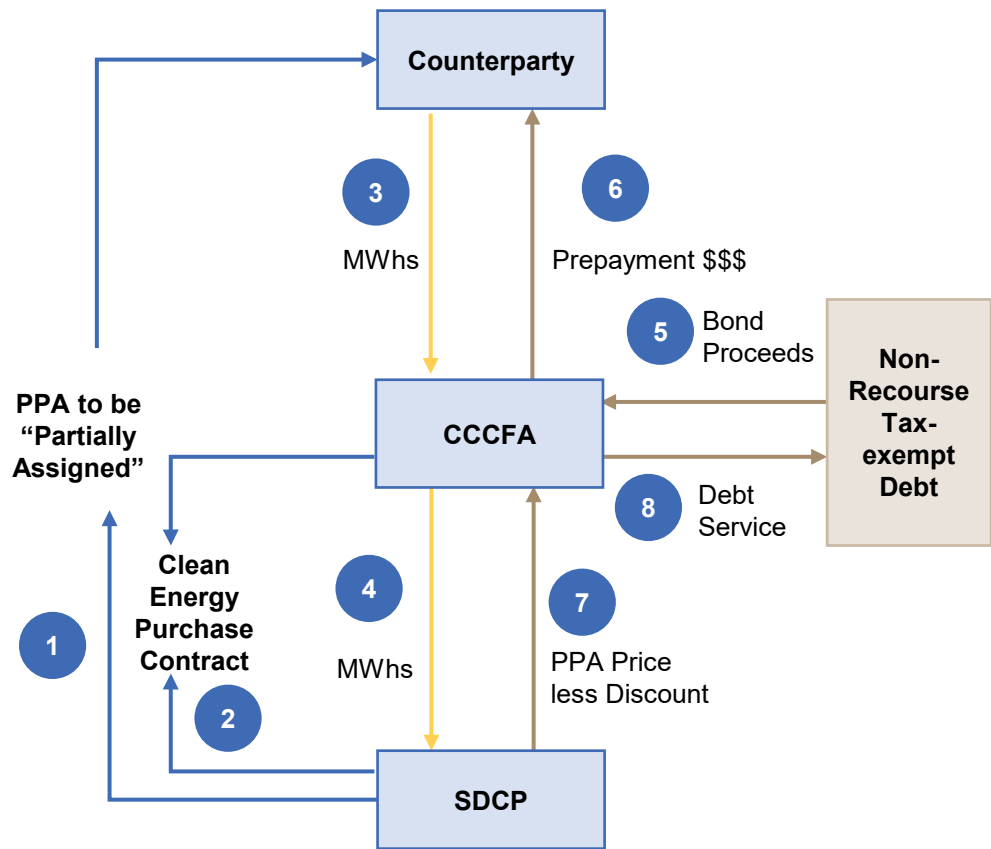 Counterparty
3
6
MWhs
Prepayment $$$
5
Bond
Proceeds
Non-
Recourse
Tax-
exempt
Debt
PPA to be
“Partially
Assigned”
CCCFA
8
Debt
Service
Clean
Energy
Purchase
Contract
4
7
1
MWhs
PPA Price
less Discount
2
SDCP